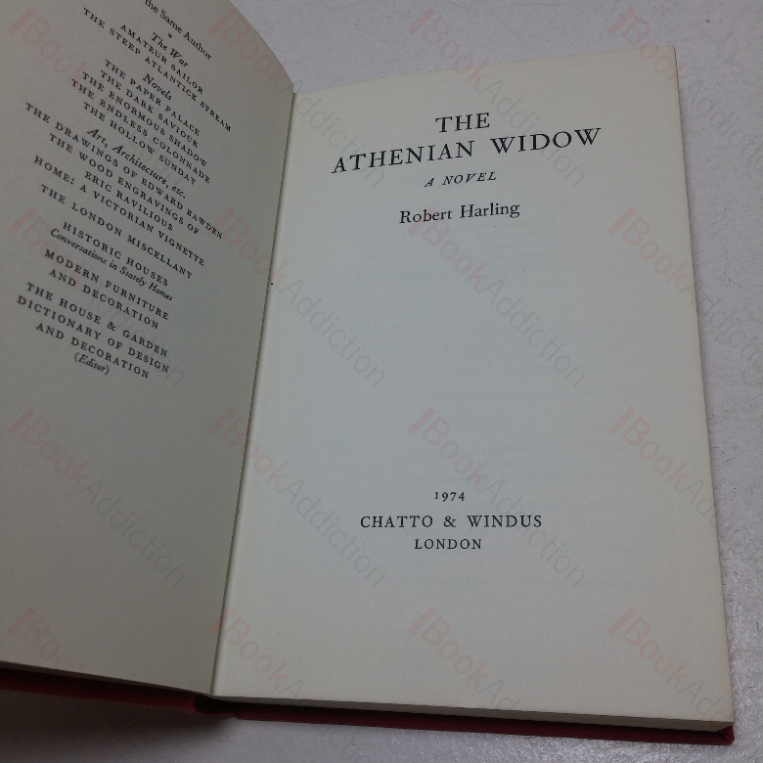 the Same Author
*
The War
AMATEUR SAILOR
THE STEEP ATLANTICK STREAM
Novels
THE PAPER PALACE
THE DARK SAVIOUR
THE ENORMOUS SHADOW
THE ENDLESS COLONNADE
THE HOLLOW SUNDAY
Art, Architecture, etc.
THE DRAWINGS OF EDWARD BAWDEN
THE WOOD ENGRAVINGS OF
ERIC RAVILIOUS
HOME: A VICTORIAN VIGNETTE
THE LONDON MISCELLANY
HISTORIC HOUSES
Conversations in Stately Homes
MODERN FURNITURE
AND DECORATION
THE HOUSE & GARDEN
DICTIONARY OF DESIGN
AND DECORATION
(Editor)
THE
ATHENIAN WIDOW
A NOVEL
Robert Harling
1974
CHATTO & WINDUS
LONDON
BookAddiction